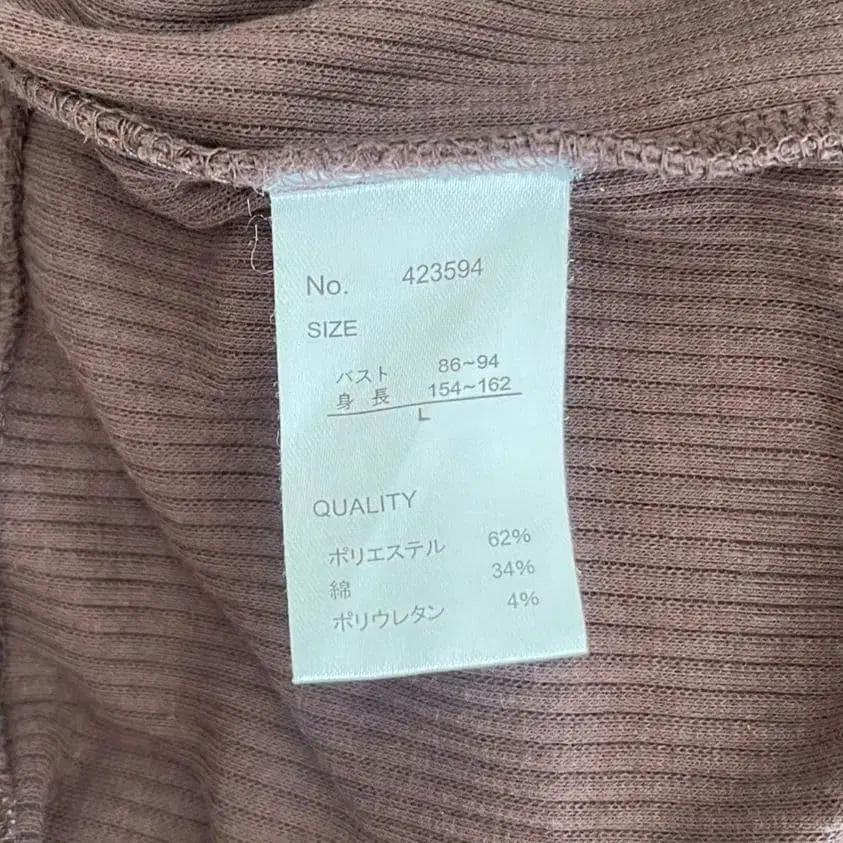 No. 423594
SIZE
バスト 86~94
身 長 154~162
L
QUALITY
ポリエステル 62%
綿 34%
ポリウレタン 4%